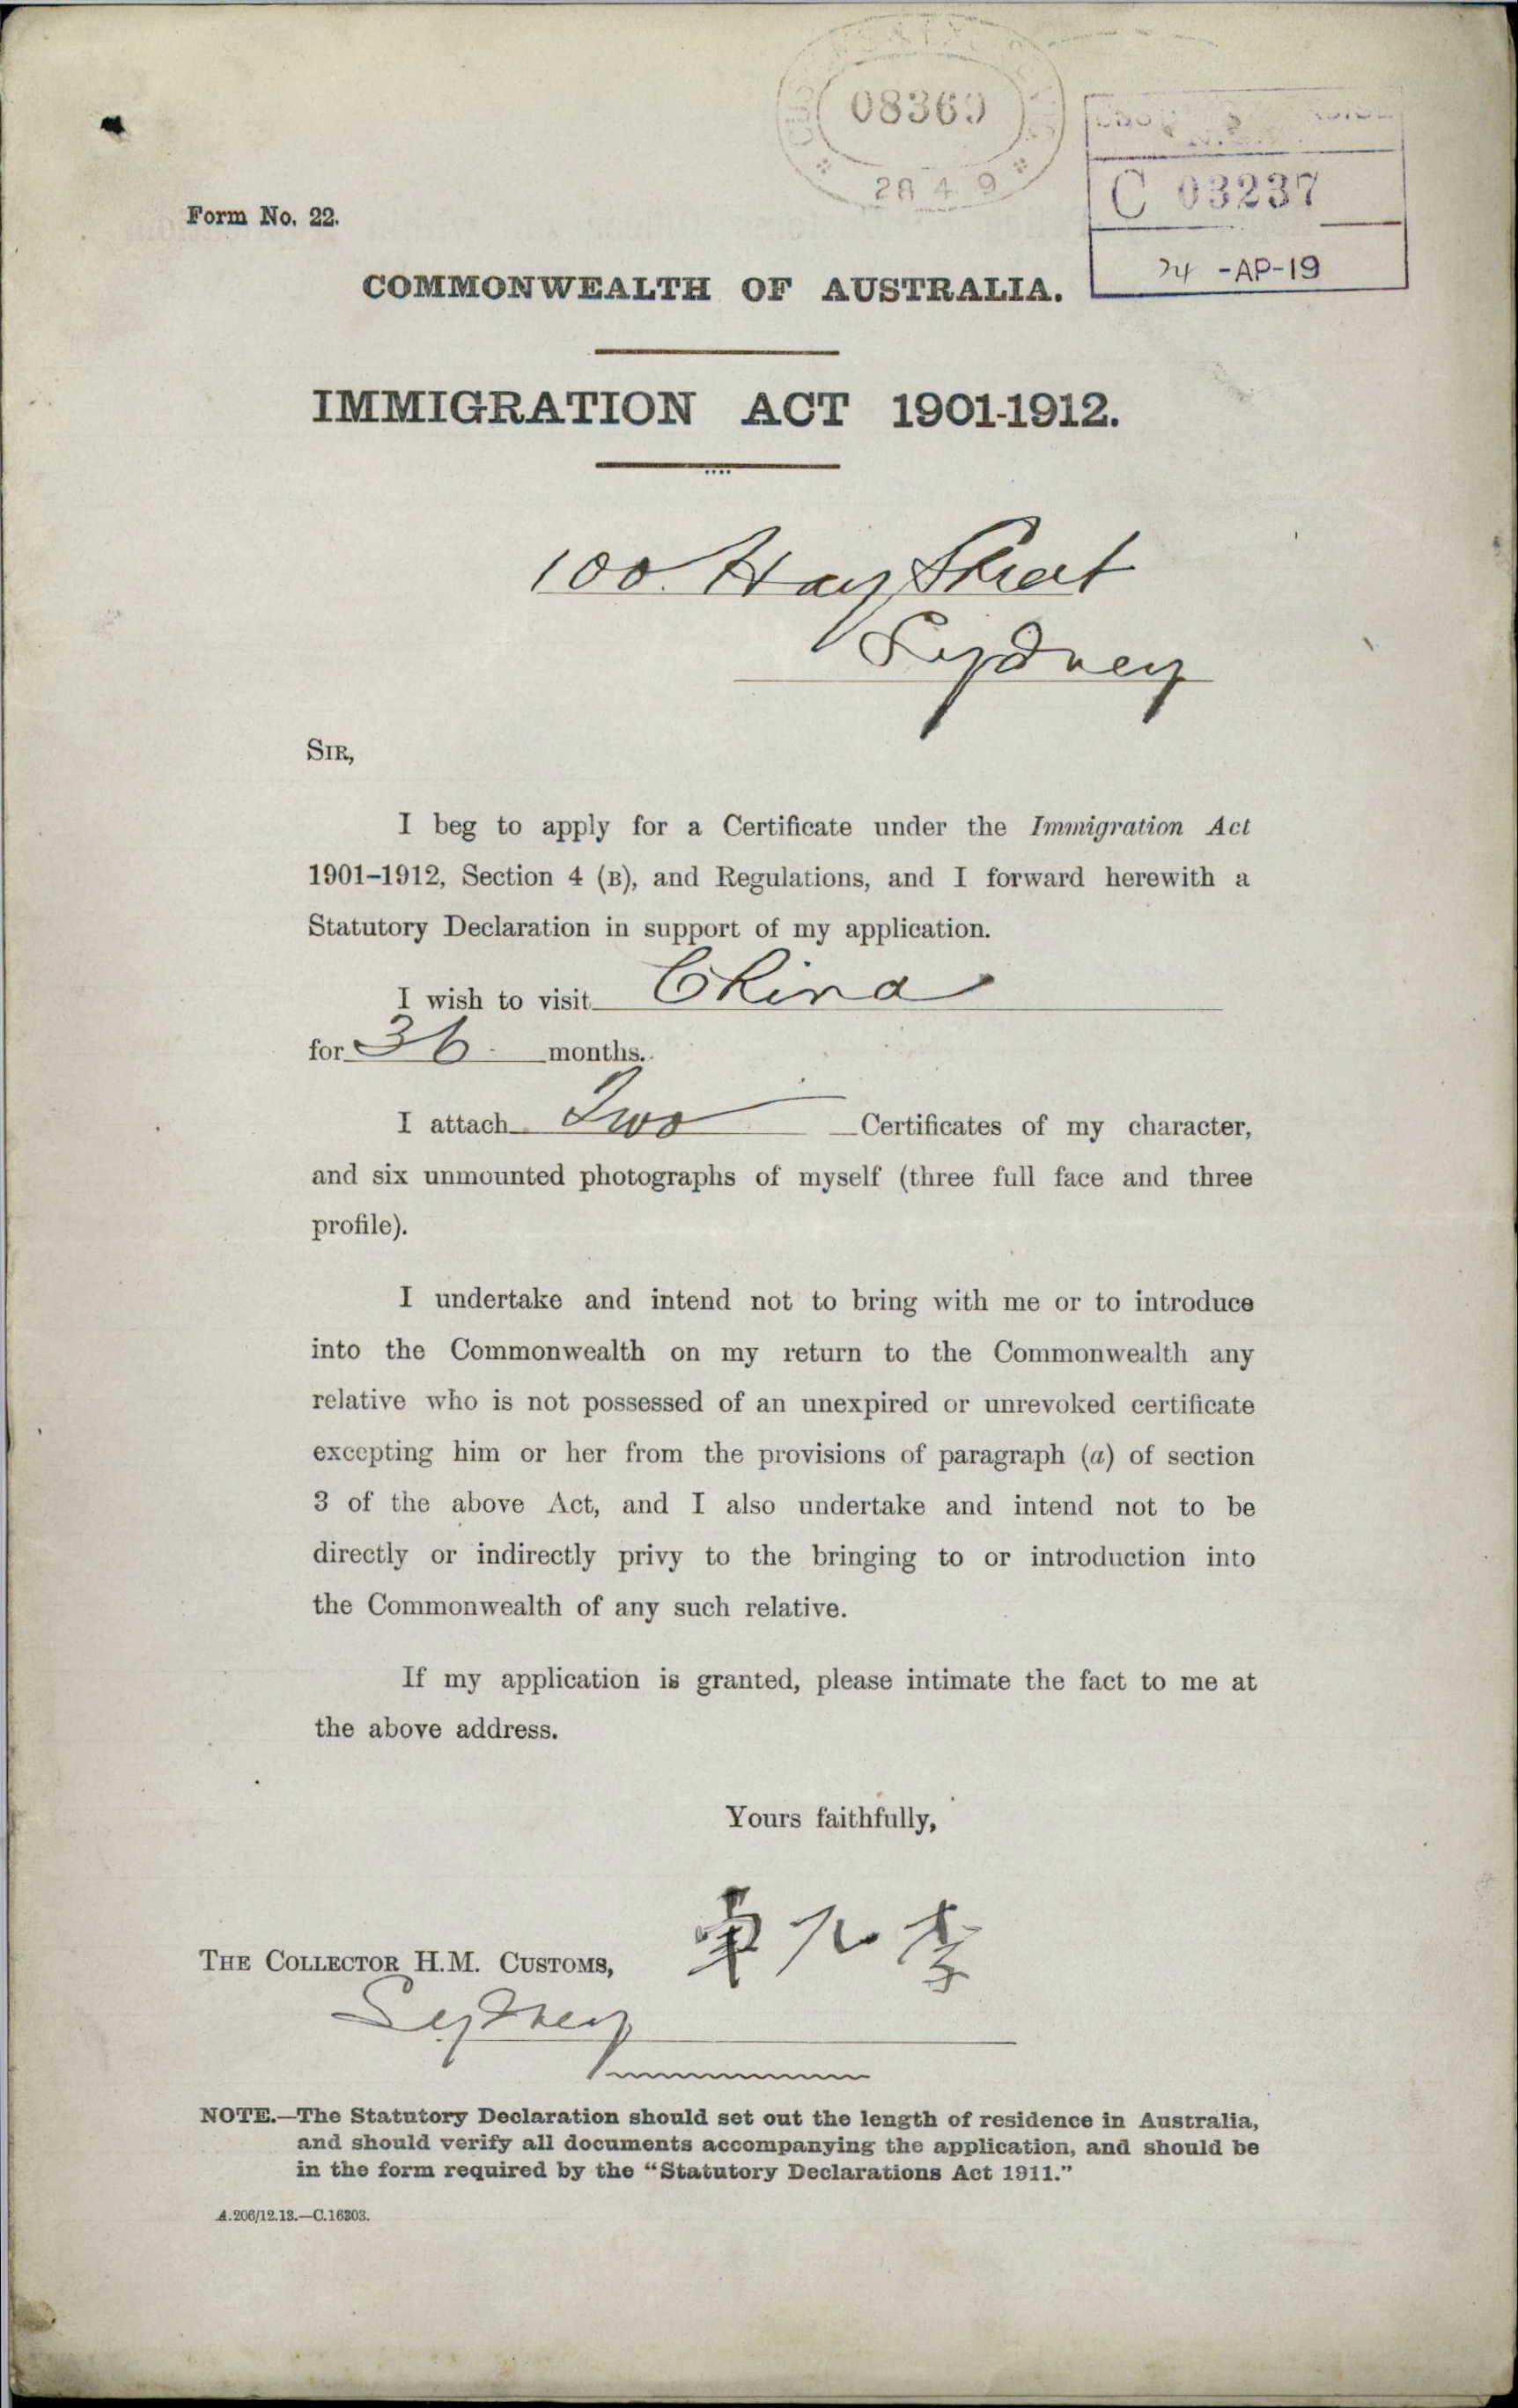 08369
28 4 9
C 03237
24 -AP-19
Form No. 22.
COMMONWEALTH OF AUSTRALIA.
IMMIGRATION ACT 1901-1912.
100 Hay Street
Sydney
SIR,
I beg to apply for a Certificate under the Immigration Act
1901–1912, Section 4 (B), and Regulations, and I forward herewith a
Statutory Declaration in support of my application.
I wish to visit China
for 36 months.
I attach Two Certificates of my character,
and six unmounted photographs of myself (three full face and three
profile).
I undertake and intend not to bring with me or to introduce
into the Commonwealth on my return to the Commonwealth any
relative who is not possessed of an unexpired or unrevoked certificate
excepting him or her from the provisions of paragraph (a) of section
3 of the above Act, and I also undertake and intend not to be
directly or indirectly privy to the bringing to or introduction into
the Commonwealth of any such relative.
If my application is granted, please intimate the fact to me at
the above address.
Yours faithfully,
九李
THE COLLECTOR H.M. CUSTOMS,
Sydney
NOTE.—The Statutory Declaration should set out the length of residence in Australia,
and should verify all documents accompanying the application, and should be
in the form required by the “Statutory Declarations Act 1911.”
A.206/12.13.—C.16303.